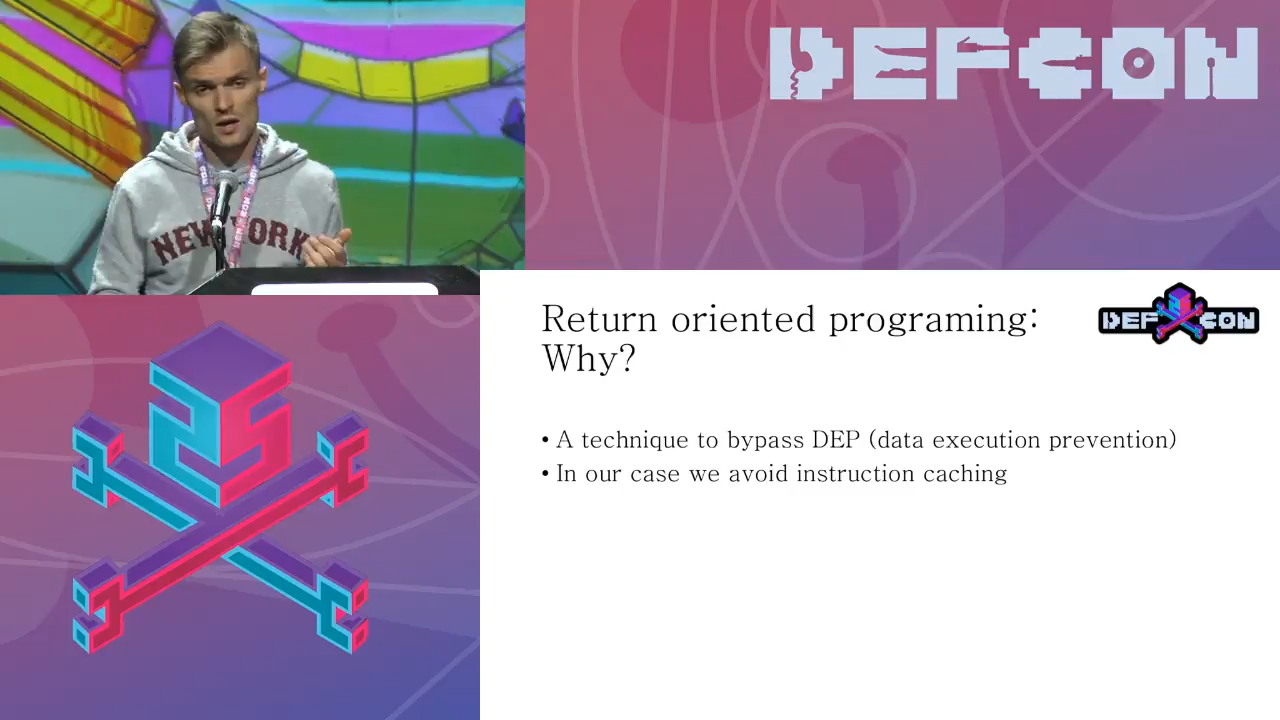 DEFCON
NEW YORK
Return oriented programing:
Why?
DEF CON
• A technique to bypass DEP (data execution prevention)
• In our case we avoid instruction caching